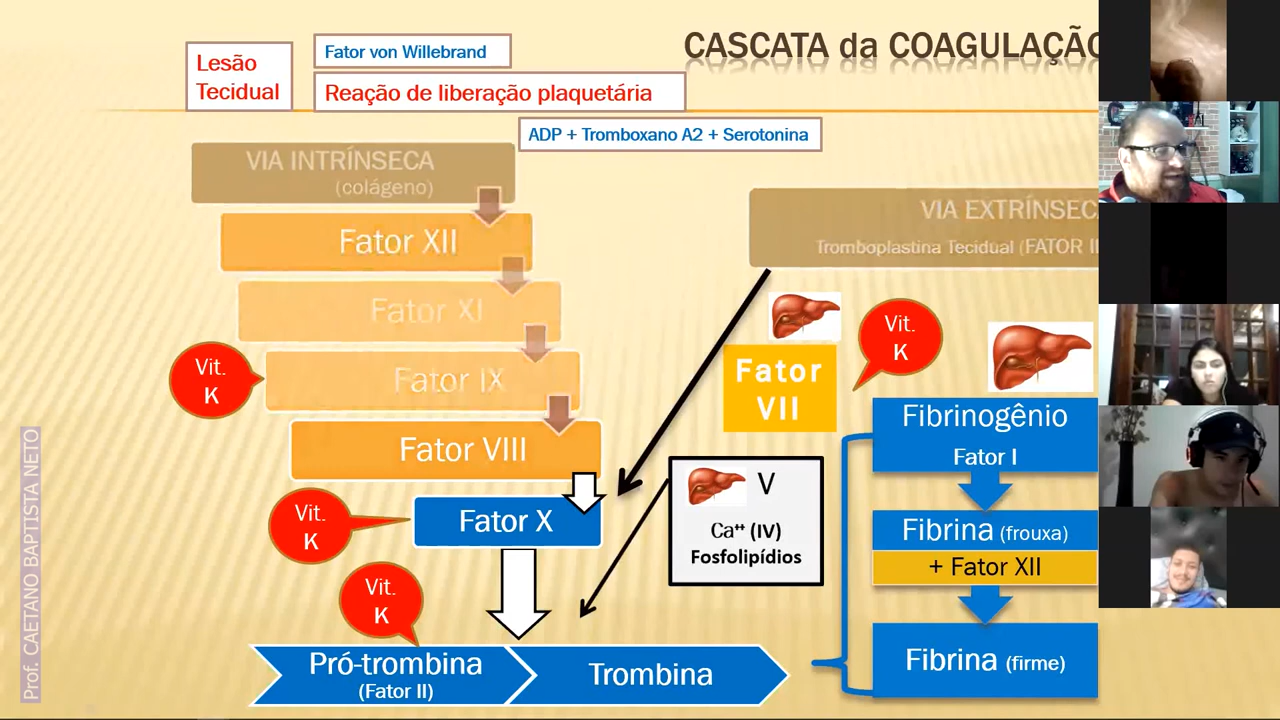 CASCATA da COAGULAÇÃO
Lesão
Tecidual
Fator von Willebrand
Reação de liberação plaquetária
ADP + Tromboxano A2 + Serotonina
VIA INTRÍNSECA
(colágeno)
Fator XII
Fator XI
Fator IX
Vit.
K
Fator VIII
Fator X
Vit.
K
Vit.
K
Pró-trombina
(Fator II)
Trombina
VIA EXTRÍNSEC
Tromboplastina Tecidual (FATOR II
Fator
VII
Vit.
K
V
Ca⁺⁺ (IV)
Fosfolipídios
Fibrinogênio
Fator I
Fibrina (frouxa)
+ Fator XII
Fibrina (firme)
Prof. CAETANO BAPTISTA NETO